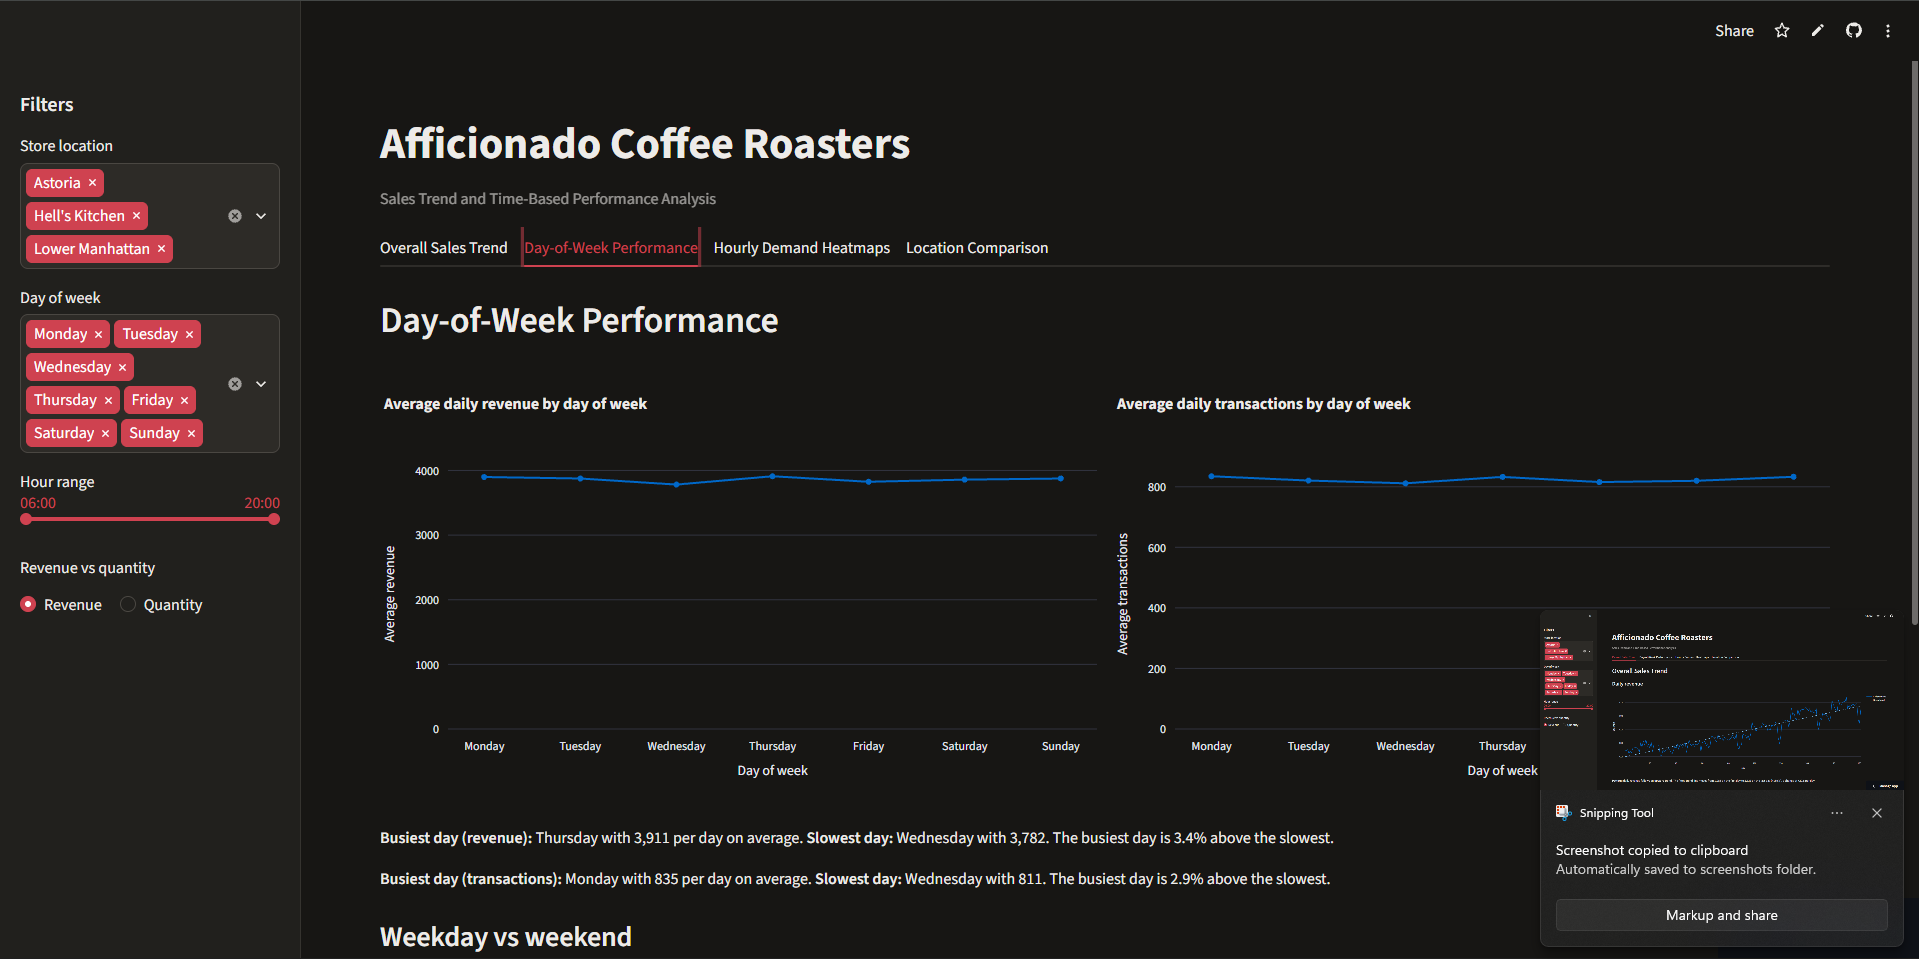 Share
Filters
Store location
Astoria ×
Hell's Kitchen ×
Lower Manhattan ×
Day of week
Monday × Tuesday ×
Wednesday ×
Thursday × Friday ×
Saturday × Sunday ×
Hour range
06:00 20:00
Revenue vs quantity
Revenue Quantity
Afficionado Coffee Roasters
Sales Trend and Time-Based Performance Analysis
Overall Sales Trend Day-of-Week Performance Hourly Demand Heatmaps Location Comparison
Day-of-Week Performance
Average daily revenue by day of week
4000
3000
2000
1000
0
Average revenue
Monday Tuesday Wednesday Thursday Friday Saturday Sunday
Day of week
Average daily transactions by day of week
800
600
400
200
0
Average transactions
Monday Tuesday Wednesday Thursday
Day of week
Busiest day (revenue): Thursday with 3,911 per day on average. Slowest day: Wednesday with 3,782. The busiest day is 3.4% above the slowest.
Busiest day (transactions): Monday with 835 per day on average. Slowest day: Wednesday with 811. The busiest day is 2.9% above the slowest.
Weekday vs weekend
Afficionado Coffee Roasters
Overall Sales Trend
Daily revenue
Snipping Tool
Screenshot copied to clipboard
Automatically saved to screenshots folder.
Markup and share